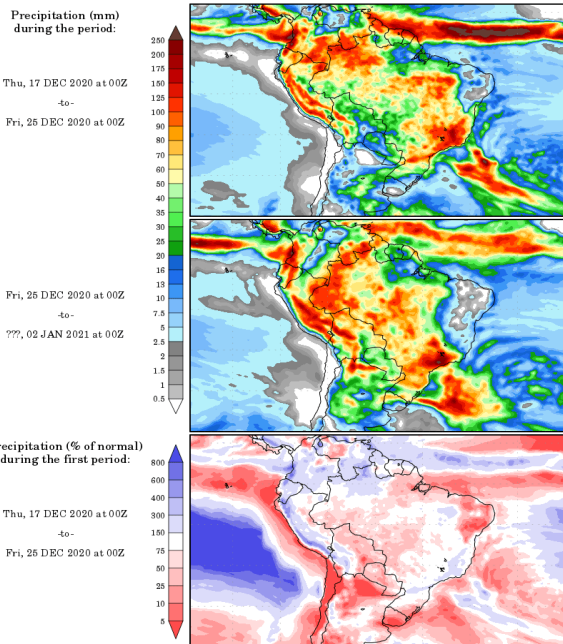 Precipitation (mm)
during the period:
Thu, 17 DEC 2020 at 00Z
-to-
Fri, 25 DEC 2020 at 00Z
250
200
175
150
125
100
90
80
70
60
50
45
40
35
30
25
20
16
13
10
7.5
5
2.5
2
1.5
1
0.5
Fri, 25 DEC 2020 at 00Z
-to-
???, 02 JAN 2021 at 00Z
recipitation (% of normal)
during the first period:
Thu, 17 DEC 2020 at 00Z
-to-
Fri, 25 DEC 2020 at 00Z
800
600
400
300
150
75
50
25
10
5